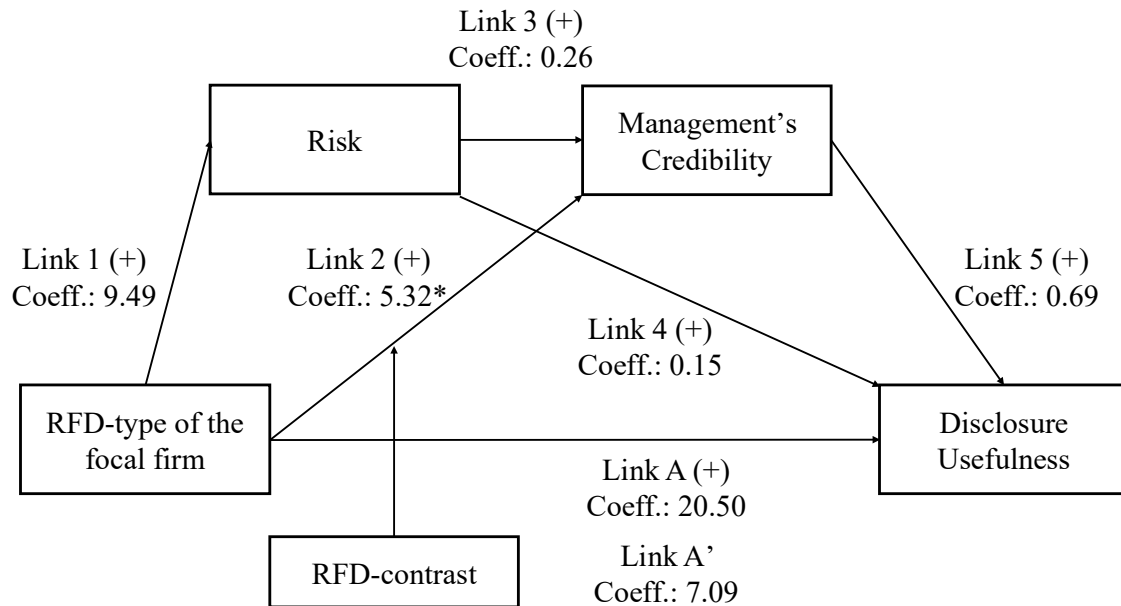 Link 3 (+)
Coeff.: 0.26
Risk
Management’s
Credibility
Link 1 (+)
Coeff.: 9.49
Link 2 (+)
Coeff.: 5.32*
Link 5 (+)
Coeff.: 0.69
Link 4 (+)
Coeff.: 0.15
RFD-type of the
focal firm
Disclosure
Usefulness
Link A (+)
Coeff.: 20.50
RFD-contrast
Link A’
Coeff.: 7.09